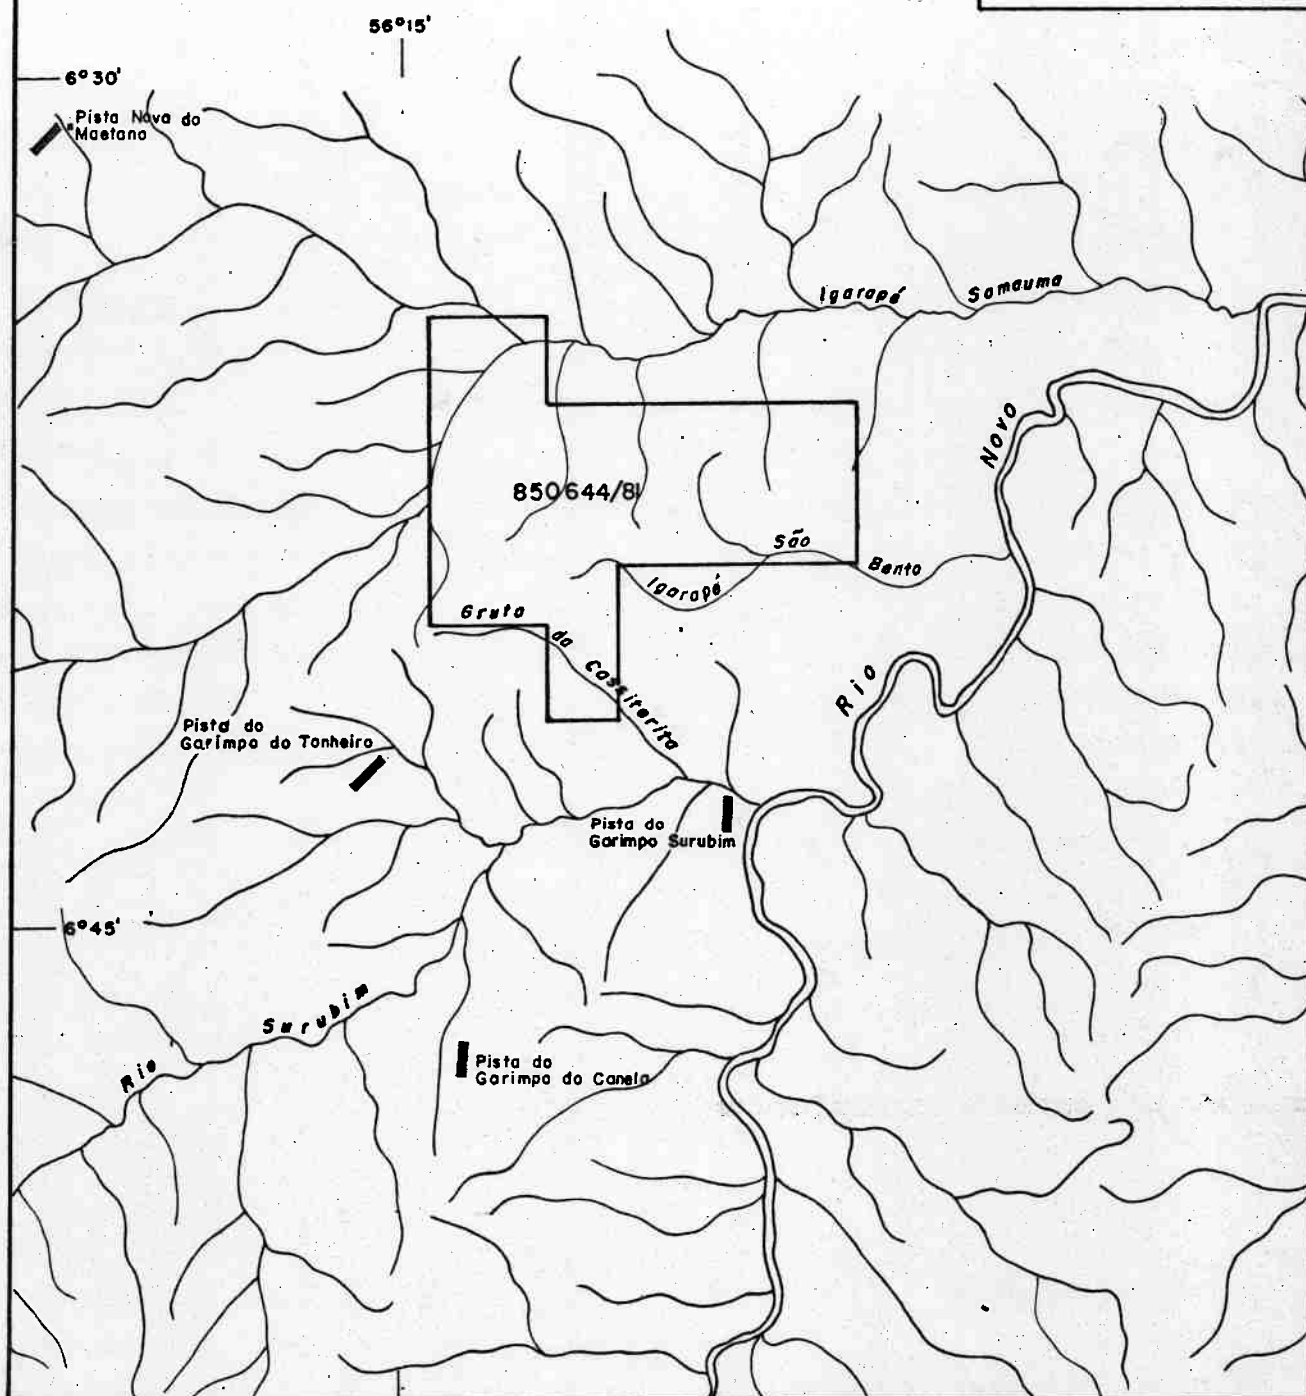 56°15'
6°30'
Pista Nova do
Maetano
Igarapé Samauma
Novo
850644/81
São
Bento
Igarapé
Gruta
da Cassiterita
Rio
Pista do
Garimpo do Tonheiro
Pista do
Garimpo Surubim
6°45'
Surubim
Rio
Pista do
Garimpo do Canela